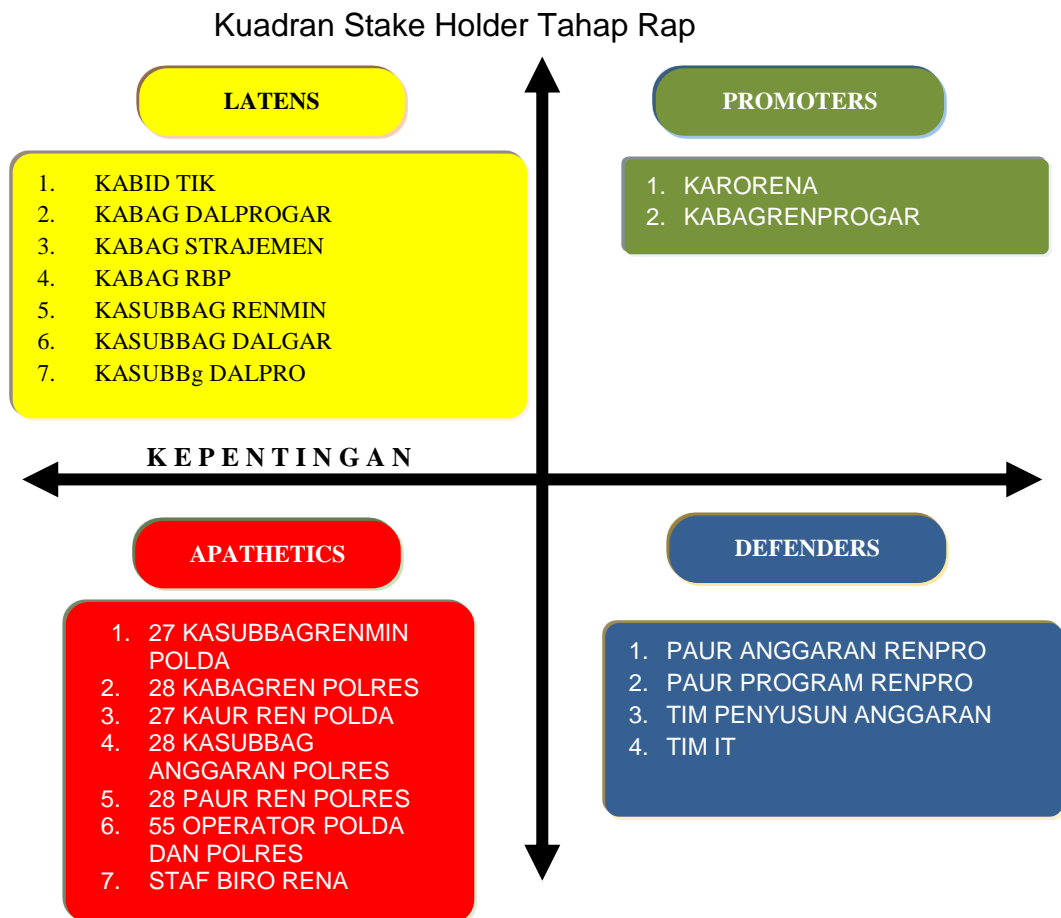 Kuadran Stake Holder Tahap Rap
LATENS
1. KABID TIK
2. KABAG DALPROGAR
3. KABAG STRAJEMEN
4. KABAG RBP
5. KASUBBAG RENMIN
6. KASUBBAG DALGAR
7. KASUBBg DALPRO
PROMOTERS
1. KARORENA
2. KABAGRENPROGAR
K E P E N T I N G A N
APATHETICS
1. 27 KASUBBAGRENMIN
POLDA
2. 28 KABAGREN POLRES
3. 27 KAUR REN POLDA
4. 28 KASUBBAG
ANGGARAN POLRES
5. 28 PAUR REN POLRES
6. 55 OPERATOR POLDA
DAN POLRES
7. STAF BIRO RENA
DEFENDERS
1. PAUR ANGGARAN RENPRO
2. PAUR PROGRAM RENPRO
3. TIM PENYUSUN ANGGARAN
4. TIM IT